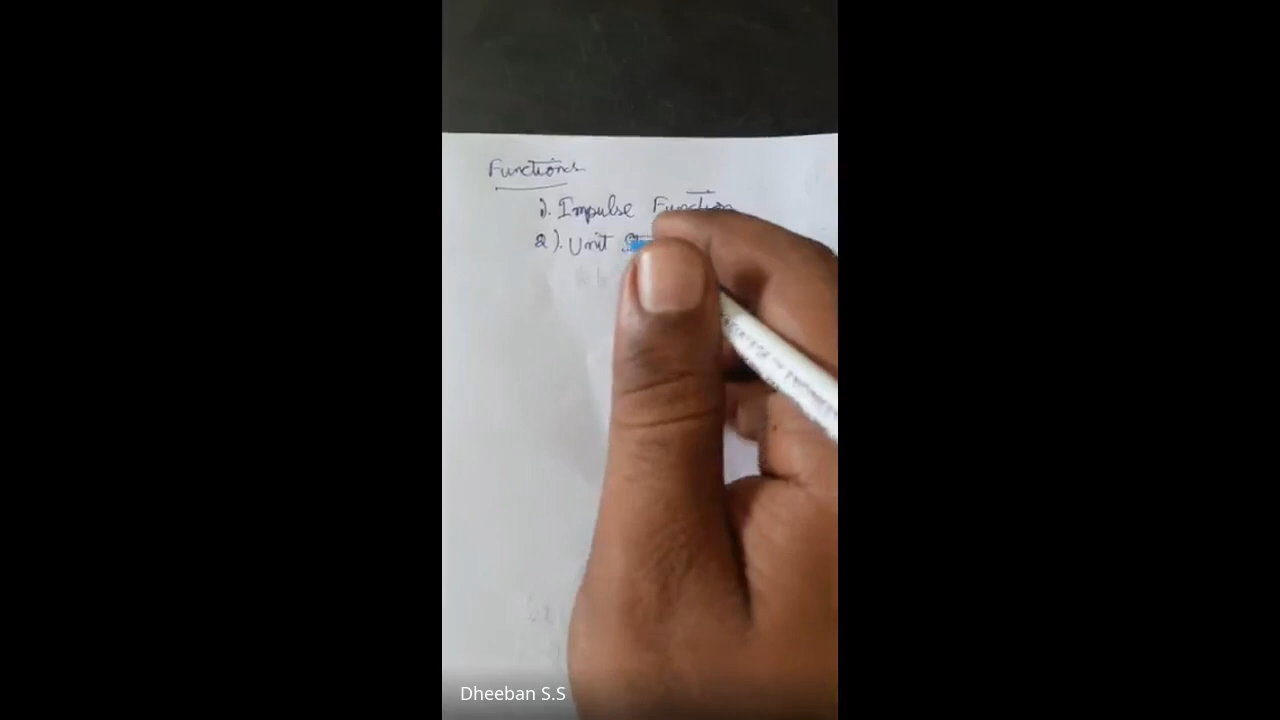 Functions
1). Impulse Function
2). Unit
Dheeban S.S